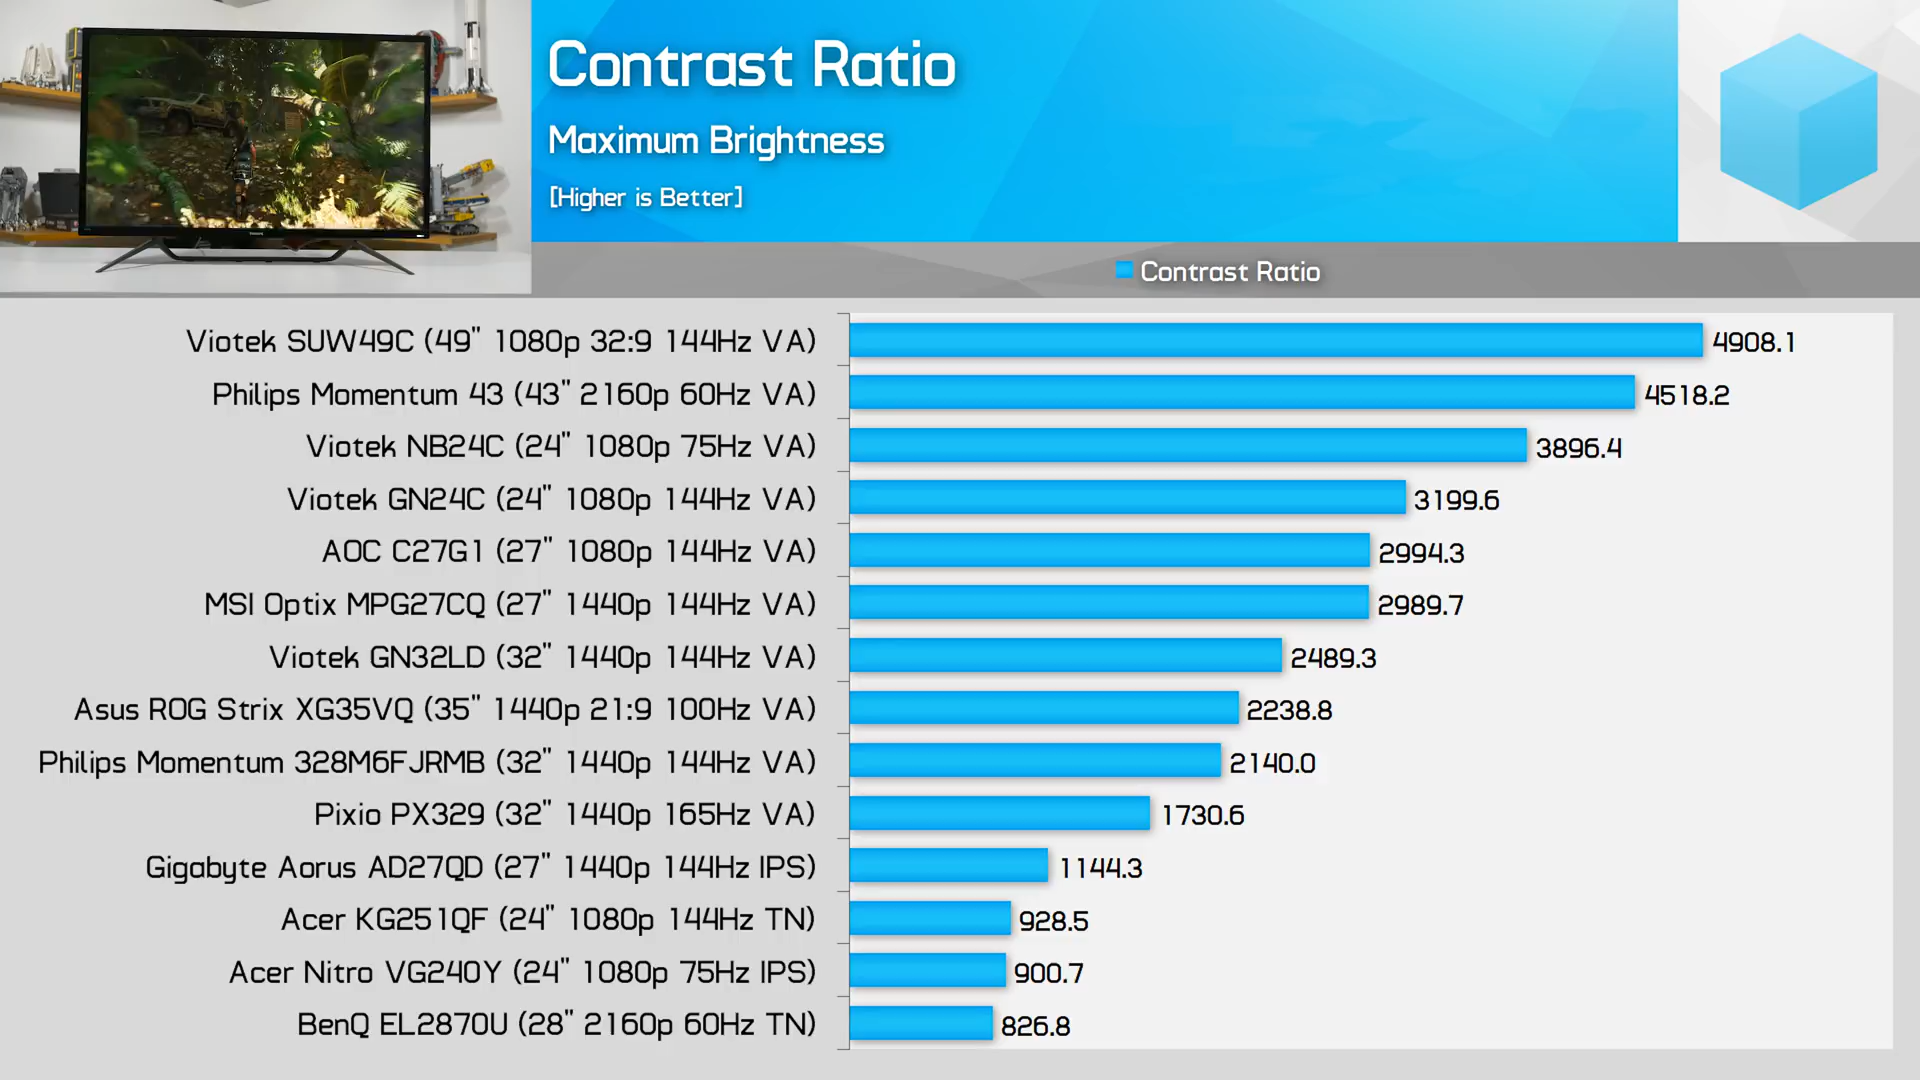 Contrast Ratio
Maximum Brightness
[Higher is Better]
Contrast Ratio
Viotek SUW49C (49" 1080p 32:9 144Hz VA) 4908.1
Philips Momentum 43 (43" 2160p 60Hz VA) 4518.2
Viotek NB24C (24" 1080p 75Hz VA) 3896.4
Viotek GN24C (24" 1080p 144Hz VA) 3199.6
AOC C27G1 (27" 1080p 144Hz VA) 2994.3
MSI Optix MPG27CQ (27" 1440p 144Hz VA) 2989.7
Viotek GN32LD (32" 1440p 144Hz VA) 2489.3
Asus ROG Strix XG35VQ (35" 1440p 21:9 100Hz VA) 2238.8
Philips Momentum 328M6FJRMB (32" 1440p 144Hz VA) 2140.0
Pixio PX329 (32" 1440p 165Hz VA) 1730.6
Gigabyte Aorus AD27QD (27" 1440p 144Hz IPS) 1144.3
Acer KG251QF (24" 1080p 144Hz TN) 928.5
Acer Nitro VG240Y (24" 1080p 75Hz IPS) 900.7
BenQ EL2870U (28" 2160p 60Hz TN) 826.8